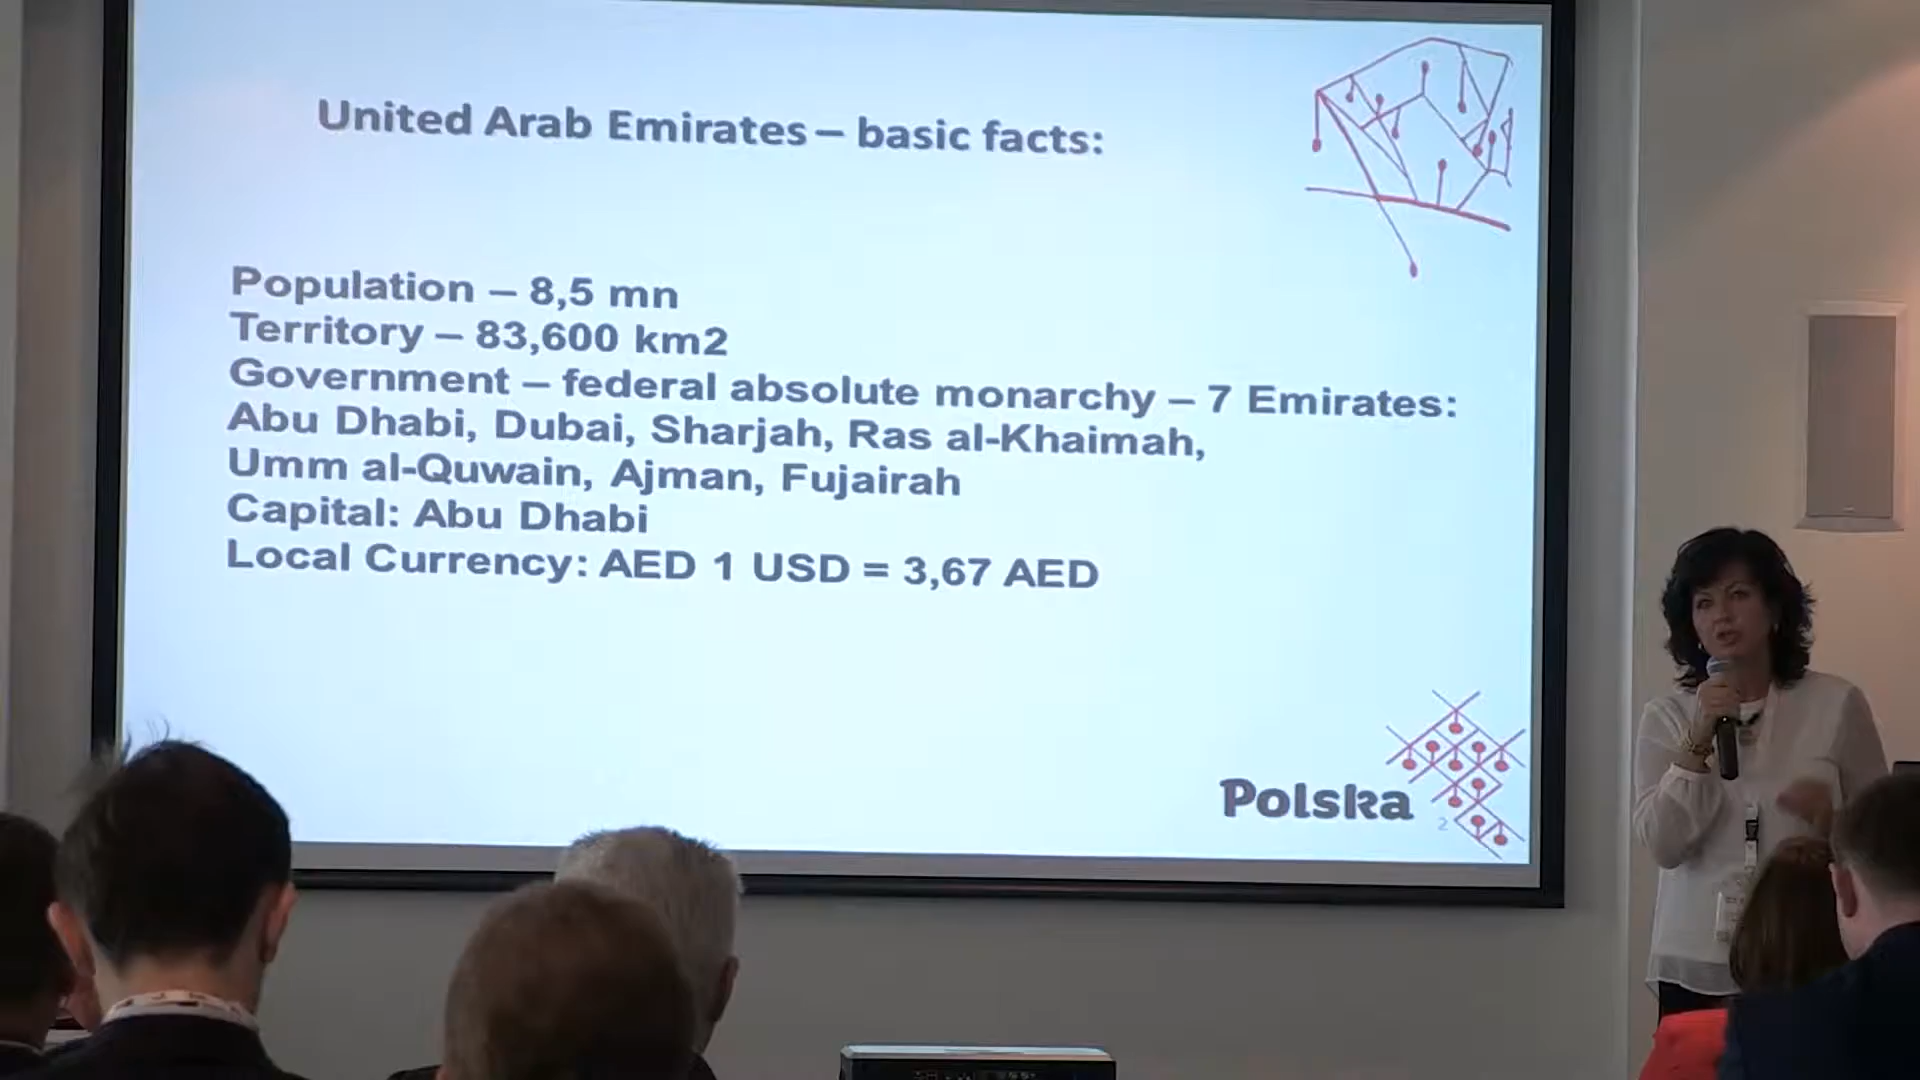 United Arab Emirates – basic facts:
Population – 8,5 mn
Territory – 83,600 km2
Government – federal absolute monarchy – 7 Emirates:
Abu Dhabi, Dubai, Sharjah, Ras al-Khaimah,
Umm al-Quwain, Ajman, Fujairah
Capital: Abu Dhabi
Local Currency: AED 1 USD = 3,67 AED
Polska
2